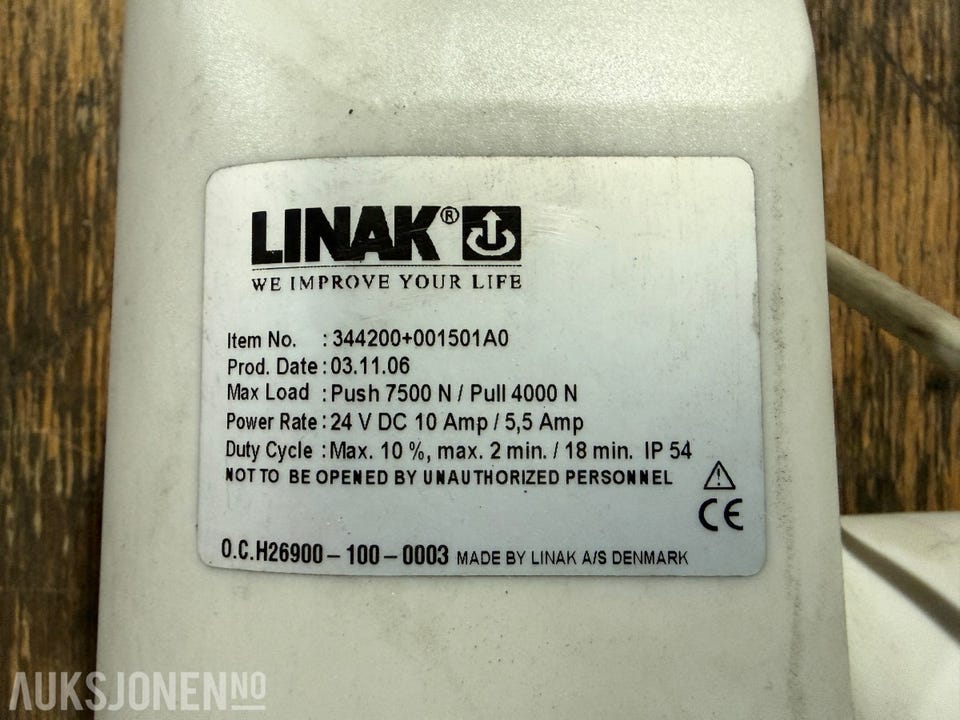 LINAK®
WE IMPROVE YOUR LIFE
Item No. : 344200+001501A0
Prod. Date : 03.11.06
Max Load : Push 7500 N / Pull 4000 N
Power Rate : 24 V DC 10 Amp / 5,5 Amp
Duty Cycle : Max. 10 %, max. 2 min. / 18 min. IP 54
NOT TO BE OPENED BY UNAUTHORIZED PERSONNEL
CE
O.C.H26900-100-0003 MADE BY LINAK A/S DENMARK
AUKSJONEN NO